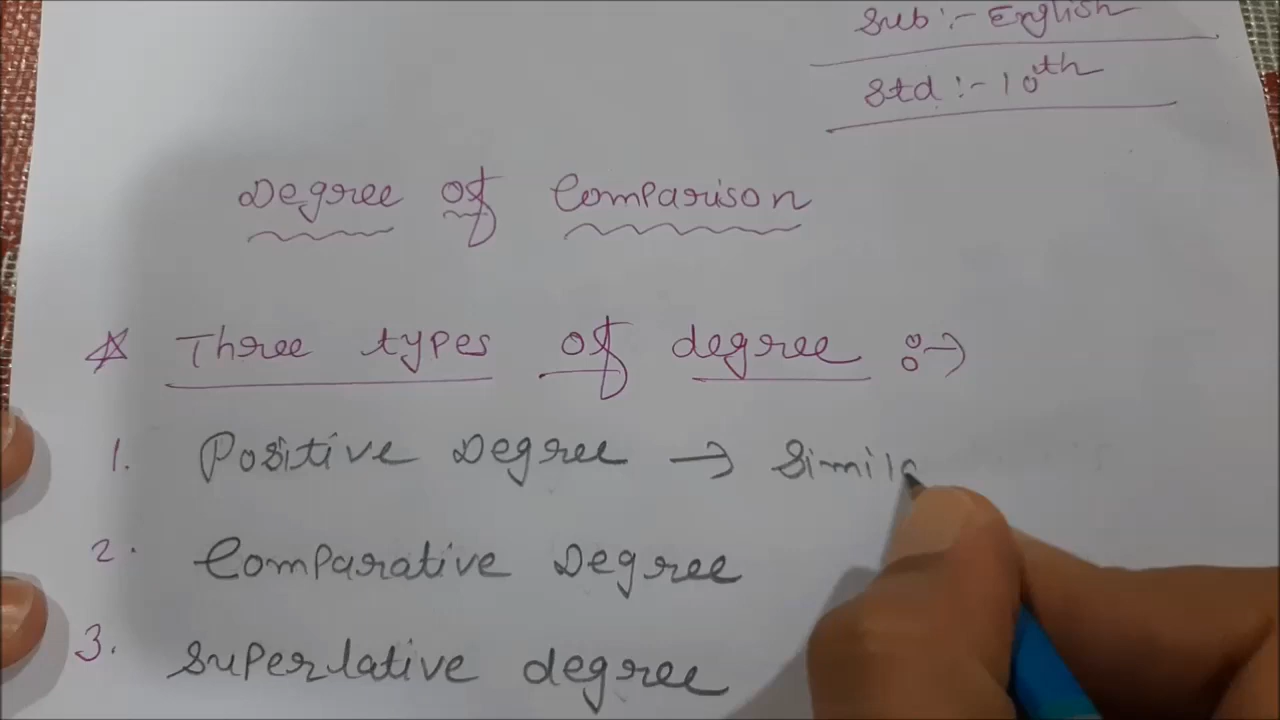 Sub :- English
Std :- 10th
Degree of Comparison
☆ Three types of degree :→
1. Positive Degree → Simila
2. Comparative Degree
3. Superlative degree